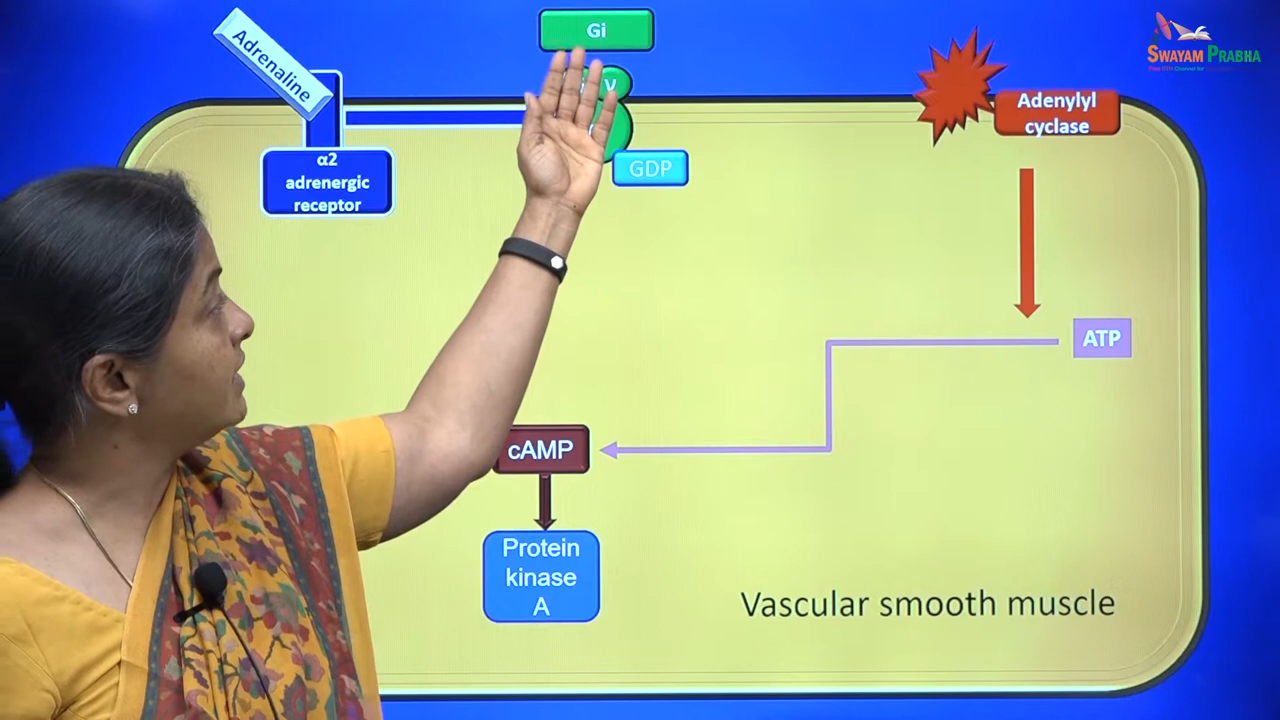 Adrenaline
Gi
γ
GDP
α2
adrenergic
receptor
Adenylyl
cyclase
SWAYAM PRABHA
ATP
cAMP
Protein
kinase
A
Vascular smooth muscle